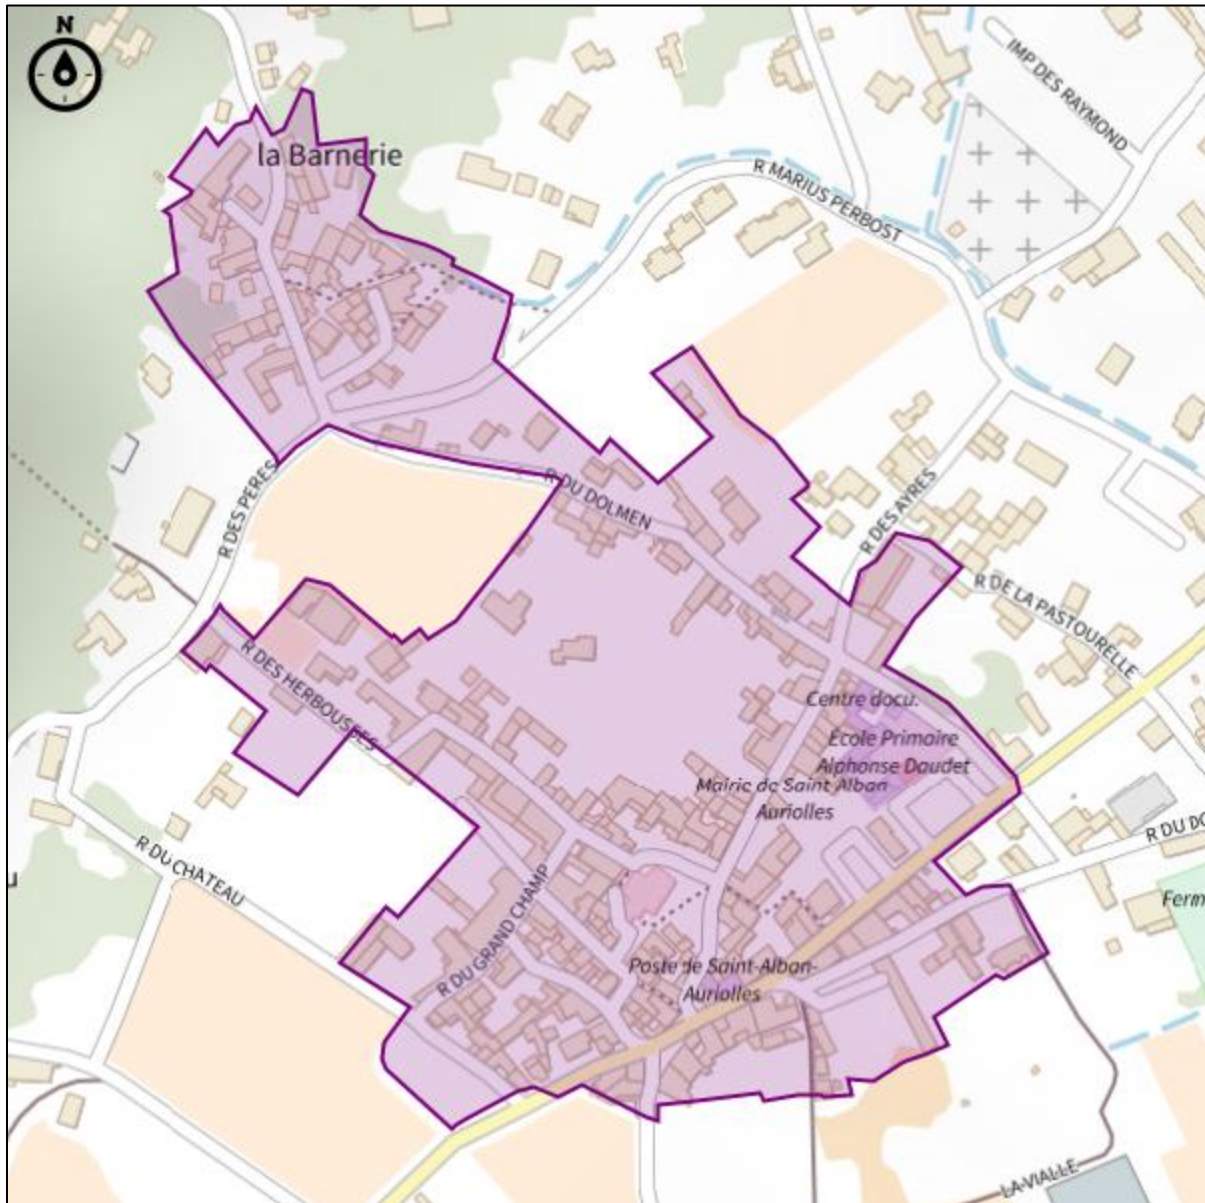 N
IMP DES RAYMOND
la Barnerie
R MARIUS PERBOST
R DES PERES
R DU DOLMEN
R DES AYRES
R DE LA PASTOURELLE
R DES HERBOUSSES
Centre docu.
École Primaire
Alphonse Daudet
Mairie de Saint-Alban
Auriolles
R DU DO
R DU CHATEAU
Ferm
R DU GRAND CHAMP
Poste de Saint-Alban-
Auriolles
LA-VIALLE